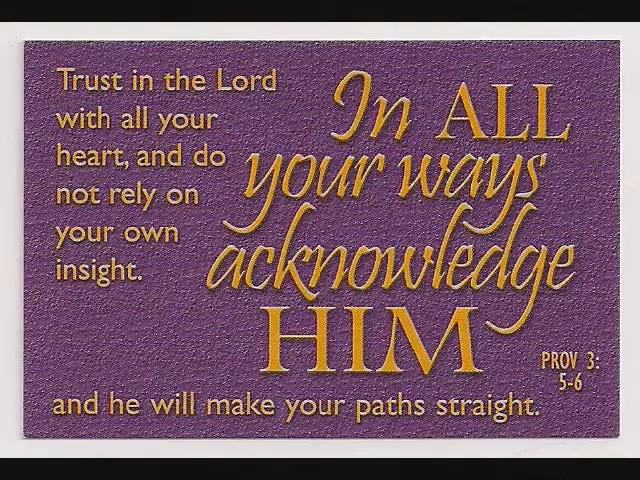 Trust in the Lord
with all your
heart, and do
not rely on
your own
insight.
In ALL
your ways
acknowledge
HIM
and he will make your paths straight.
PROV 3:
5-6